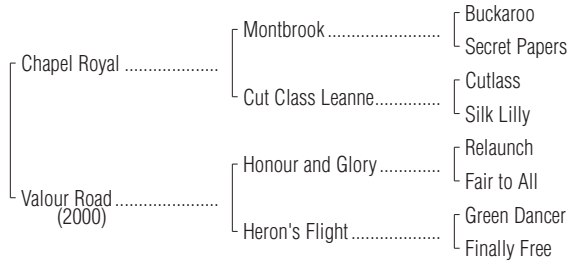 Buckaroo
Montbrook
Secret Papers
Chapel Royal
Cutlass
Cut Class Leanne
Silk Lilly
Relaunch
Honour and Glory
Fair to All
Valour Road
(2000)
Green Dancer
Heron's Flight
Finally Free